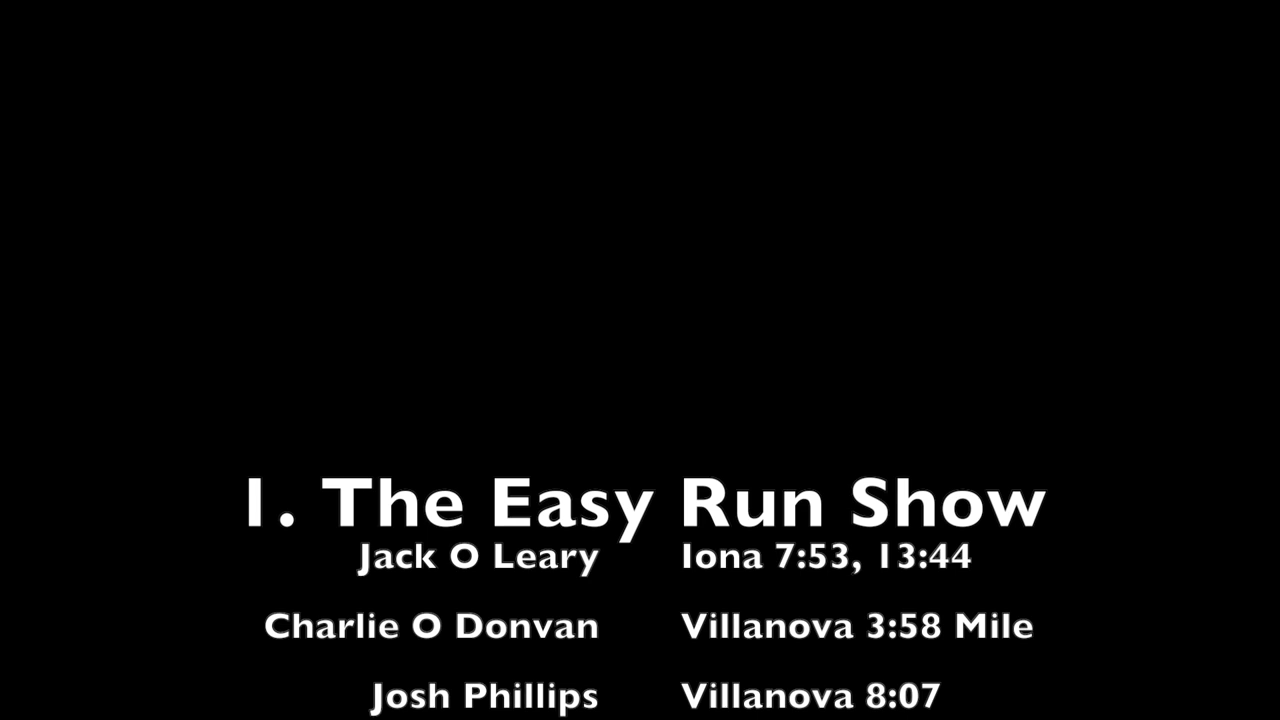 1. The Easy Run Show
Jack O Leary Iona 7:53, 13:44
Charlie O Donvan Villanova 3:58 Mile
Josh Phillips Villanova 8:07